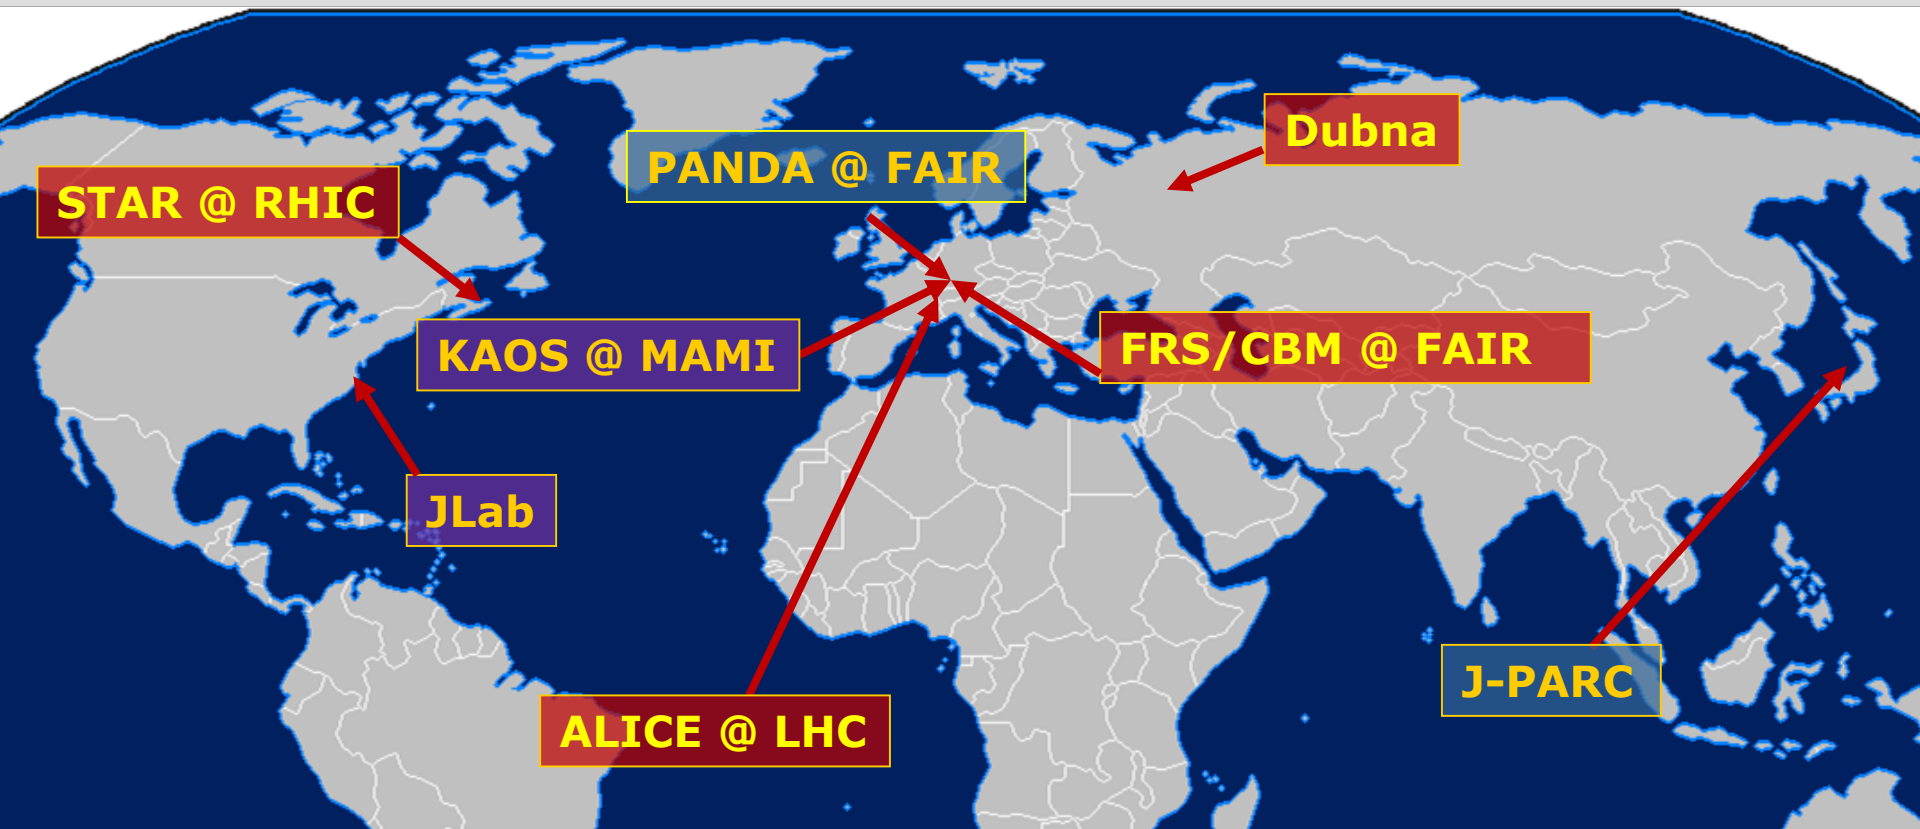 Dubna
PANDA @ FAIR
STAR @ RHIC
KAOS @ MAMI
FRS/CBM @ FAIR
JLab
J-PARC
ALICE @ LHC